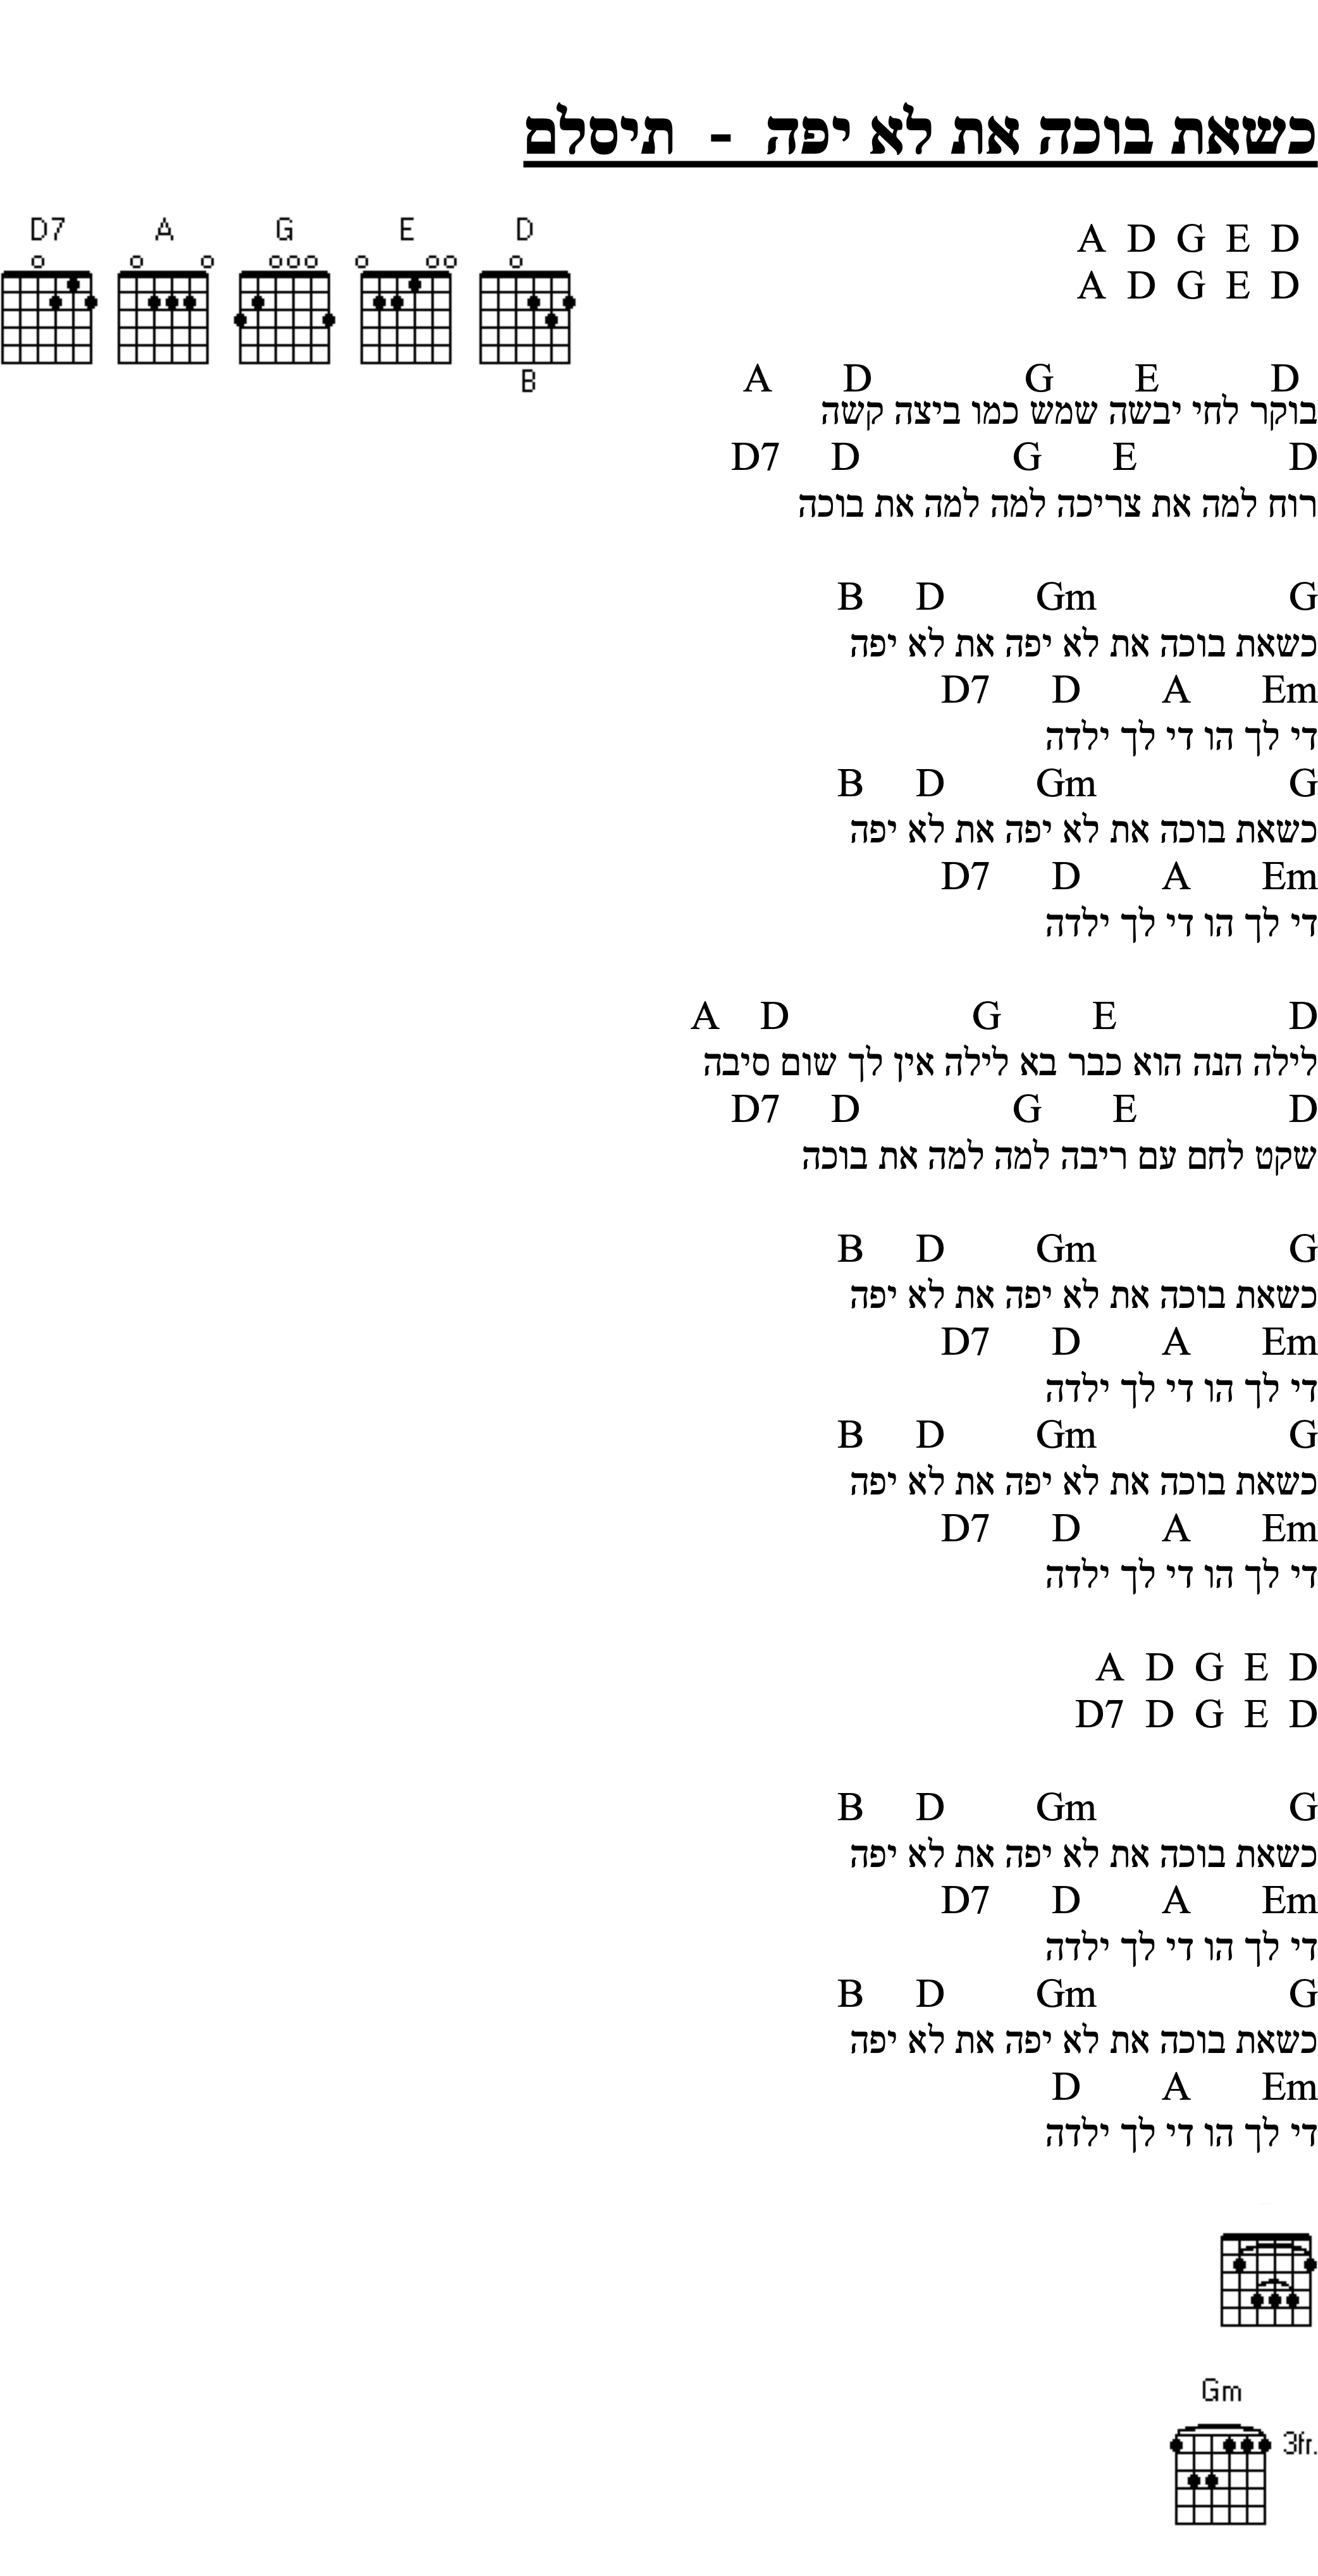 כשאת בוכה את לא יפה - תיסלם
D7 A G E D
B
A D G E D
A D G E D
A D G E D
בוקר לחי יבשה שמש כמו ביצה קשה
D7 D G E D
רוח למה את צריכה למה למה את בוכה
B D Gm G
כשאת בוכה את לא יפה את לא יפה
D7 D A Em
די לך הו די לך ילדה
B D Gm G
כשאת בוכה את לא יפה את לא יפה
D7 D A Em
די לך הו די לך ילדה
A D G E D
לילה הנה הוא כבר בא לילה אין לך שום סיבה
D7 D G E D
שקט לחם עם ריבה למה למה את בוכה
B D Gm G
כשאת בוכה את לא יפה את לא יפה
D7 D A Em
די לך הו די לך ילדה
B D Gm G
כשאת בוכה את לא יפה את לא יפה
D7 D A Em
די לך הו די לך ילדה
A D G E D
D7 D G E D
B D Gm G
כשאת בוכה את לא יפה את לא יפה
D7 D A Em
די לך הו די לך ילדה
B D Gm G
כשאת בוכה את לא יפה את לא יפה
D A Em
די לך הו די לך ילדה
Gm
3fr.